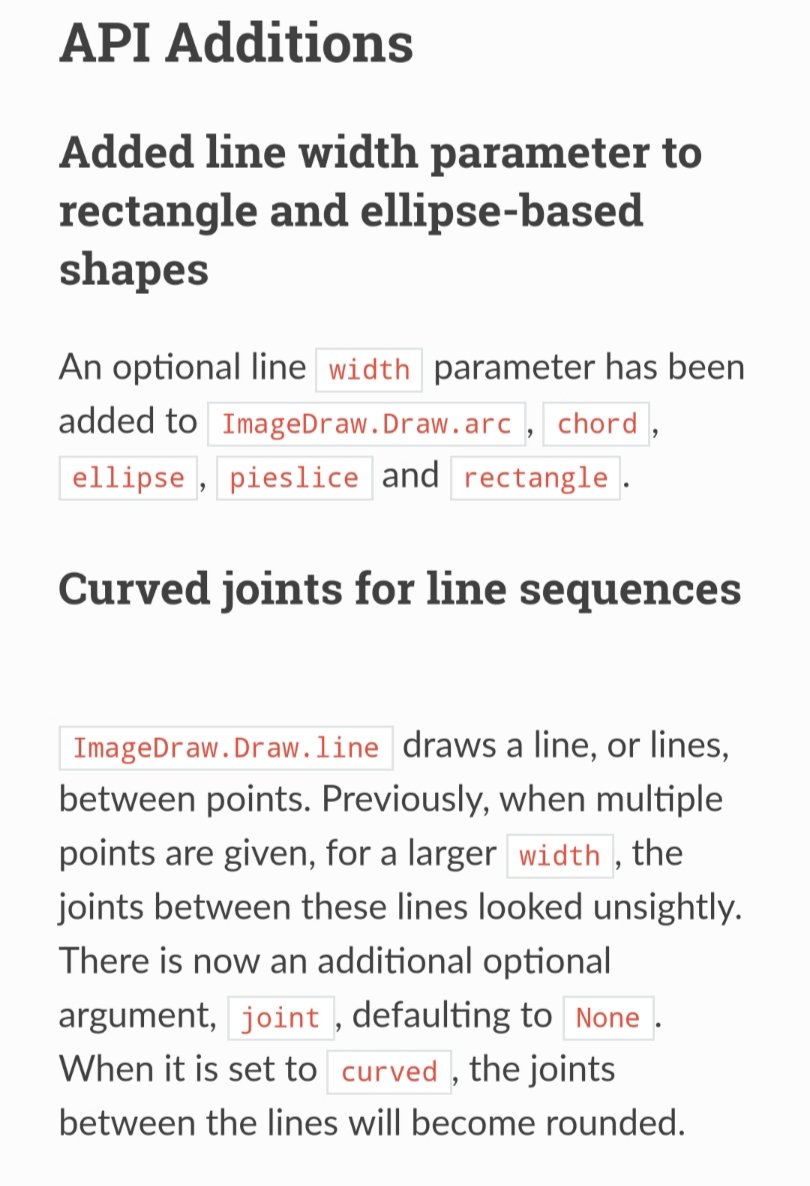 API Additions
Added line width parameter to
rectangle and ellipse-based
shapes
An optional line width parameter has been
added to ImageDraw.Draw.arc, chord,
ellipse, pieslice and rectangle.
Curved joints for line sequences
ImageDraw.Draw.line draws a line, or lines,
between points. Previously, when multiple
points are given, for a larger width, the
joints between these lines looked unsightly.
There is now an additional optional
argument, joint, defaulting to None.
When it is set to curved, the joints
between the lines will become rounded.